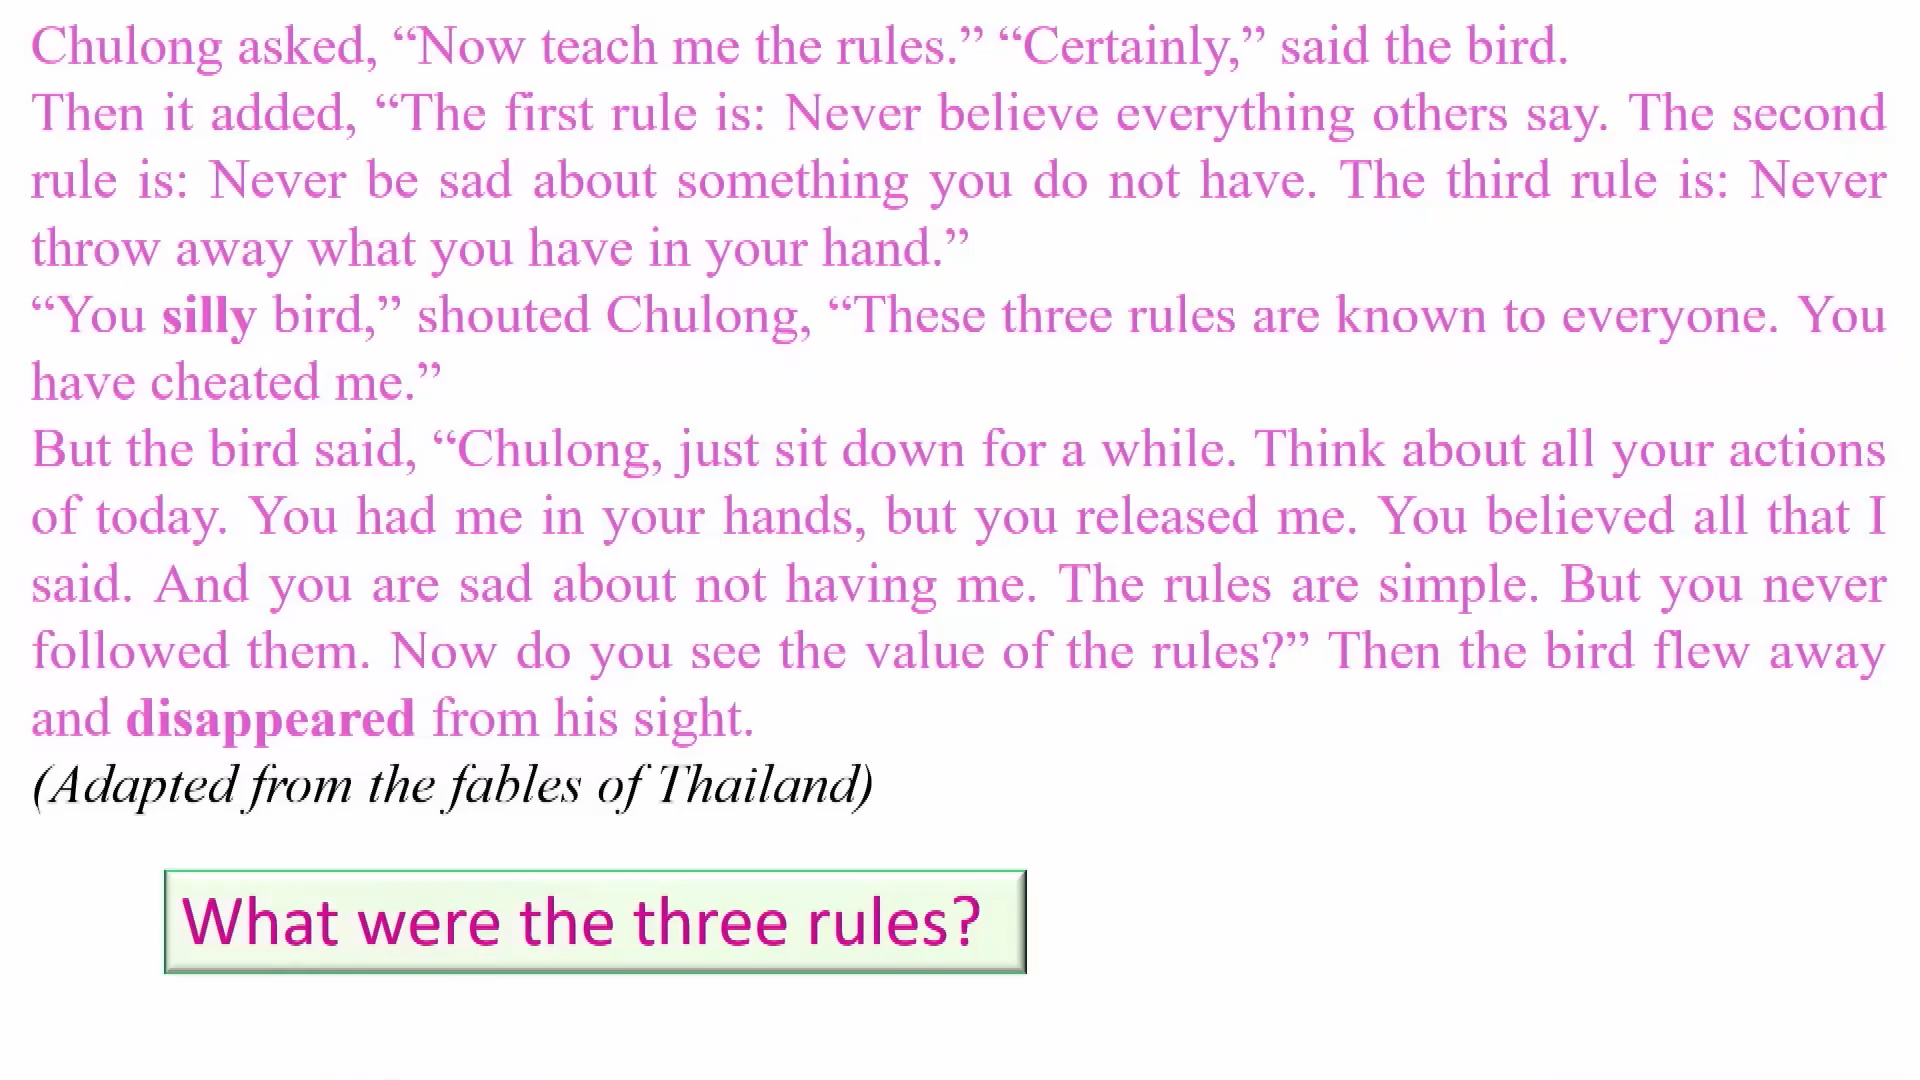 Chulong asked, “Now teach me the rules.” “Certainly,” said the bird.
Then it added, “The first rule is: Never believe everything others say. The second
rule is: Never be sad about something you do not have. The third rule is: Never
throw away what you have in your hand.”
“You silly bird,” shouted Chulong, “These three rules are known to everyone. You
have cheated me.”
But the bird said, “Chulong, just sit down for a while. Think about all your actions
of today. You had me in your hands, but you released me. You believed all that I
said. And you are sad about not having me. The rules are simple. But you never
followed them. Now do you see the value of the rules?” Then the bird flew away
and disappeared from his sight.
(Adapted from the fables of Thailand)
What were the three rules?